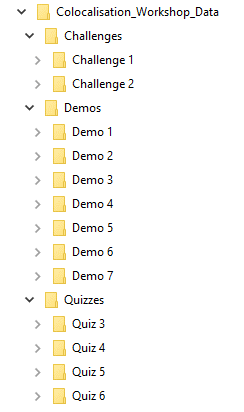 Colocalisation_Workshop_Data
Challenges
Challenge 1
Challenge 2
Demos
Demo 1
Demo 2
Demo 3
Demo 4
Demo 5
Demo 6
Demo 7
Quizzes
Quiz 3
Quiz 4
Quiz 5
Quiz 6